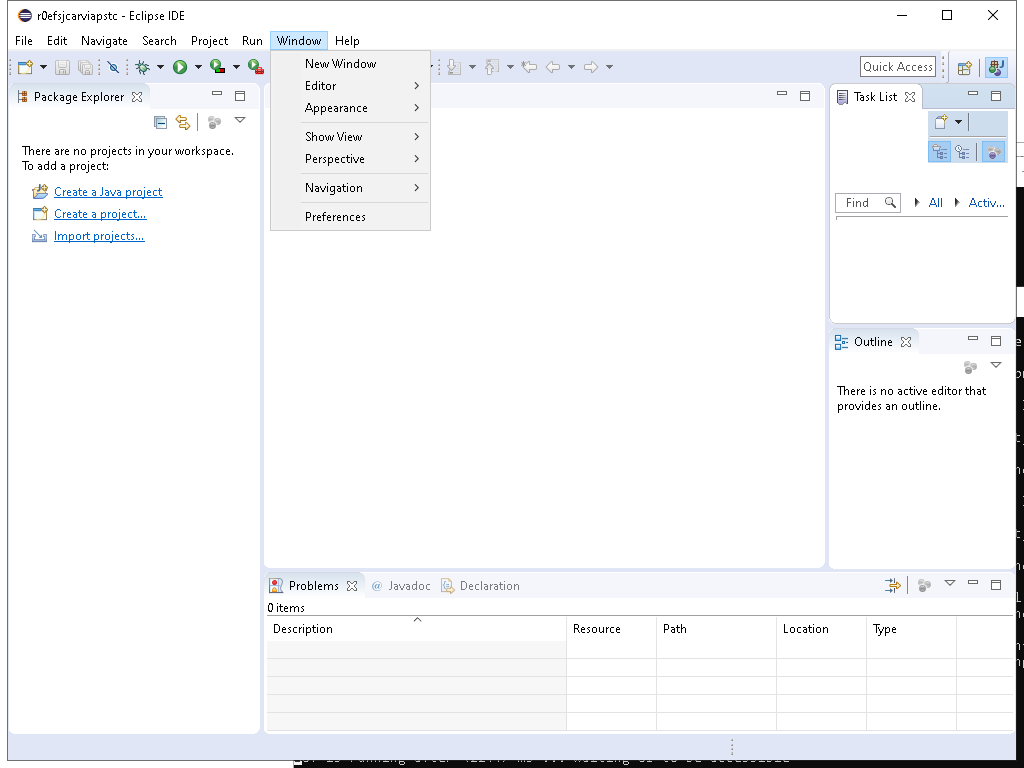 r0efsjcarviapstc - Eclipse IDE
File Edit Navigate Search Project Run Window Help
Quick Access
New Window
Editor
Appearance
Show View
Perspective
Navigation
Preferences
Package Explorer
There are no projects in your workspace.
To add a project:
Create a Java project
Create a project...
Import projects...
Task List
Find All Activ...
Outline
There is no active editor that
provides an outline.
Problems @ Javadoc Declaration
0 items
Description Resource Path Location Type